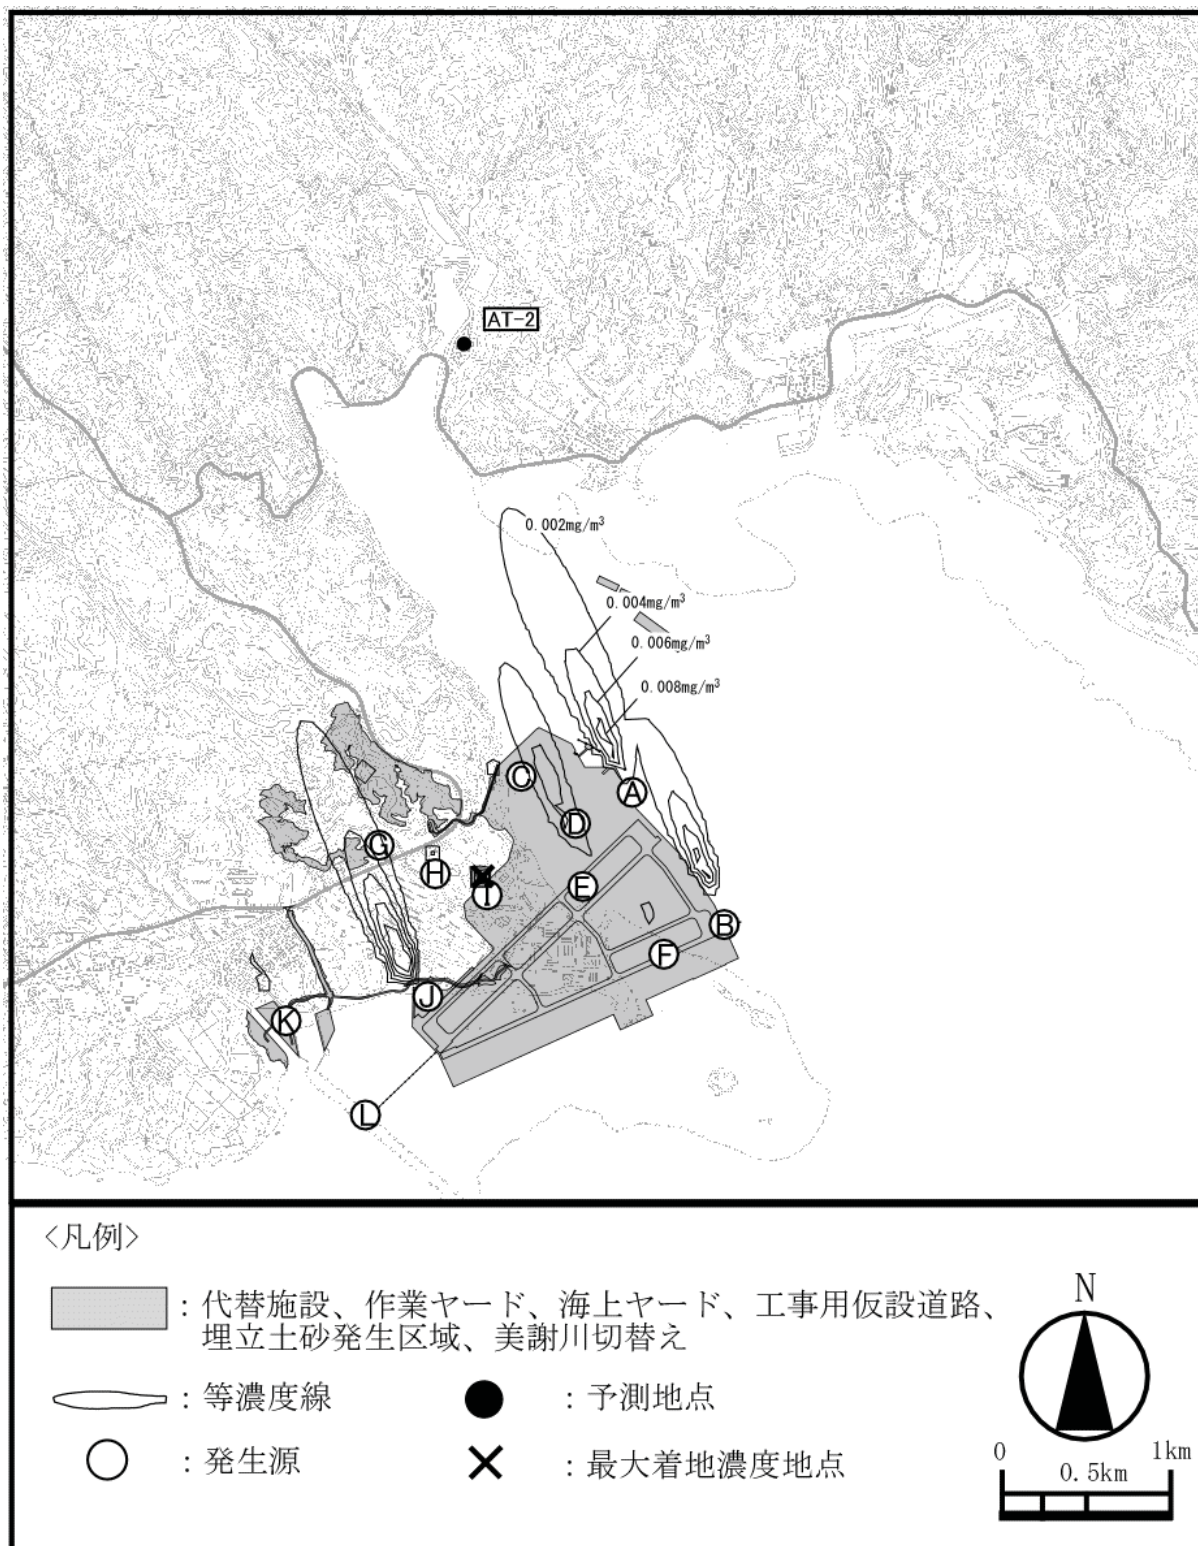 AT-2
0.002mg/m³
0.004mg/m³
0.006mg/m³
0.008mg/m³
C
A
D
G
H
E
I
B
F
J
K
L
<凡例>
：代替施設、作業ヤード、海上ヤード、工事用仮設道路、
埋立土砂発生区域、美謝川切替え
：等濃度線
：予測地点
：発生源
：最大着地濃度地点
N
0
0.5km
1km